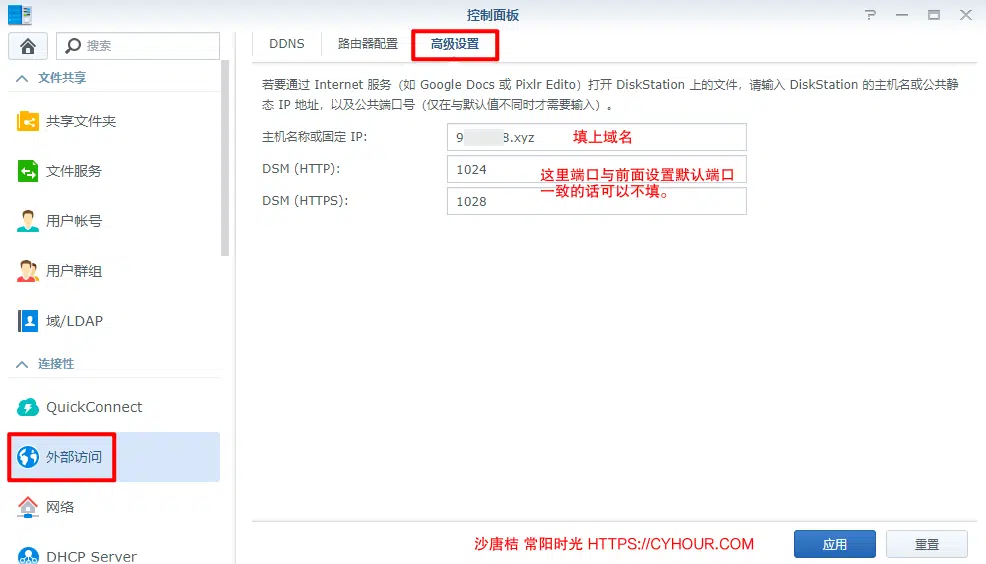 控制面板
搜索
文件共享
共享文件夹
文件服务
用户帐号
用户群组
域/LDAP
连接性
QuickConnect
外部访问
网络
DHCP Server
DDNS
路由器配置
高级设置
若要通过 Internet 服务（如 Google Docs 或 Pixlr Edito）打开 DiskStation 上的文件，请输入 DiskStation 的主机名或公共静
态 IP 地址，以及公共端口号（仅在与默认值不同时才需要输入）。
主机名称或固定 IP:
9 8.xyz 填上域名
DSM (HTTP):
1024
DSM (HTTPS):
1028
这里端口与前面设置默认端口
一致的话可以不填。
沙唐桔 常阳时光 HTTPS://CYHOUR.COM
应用
重置